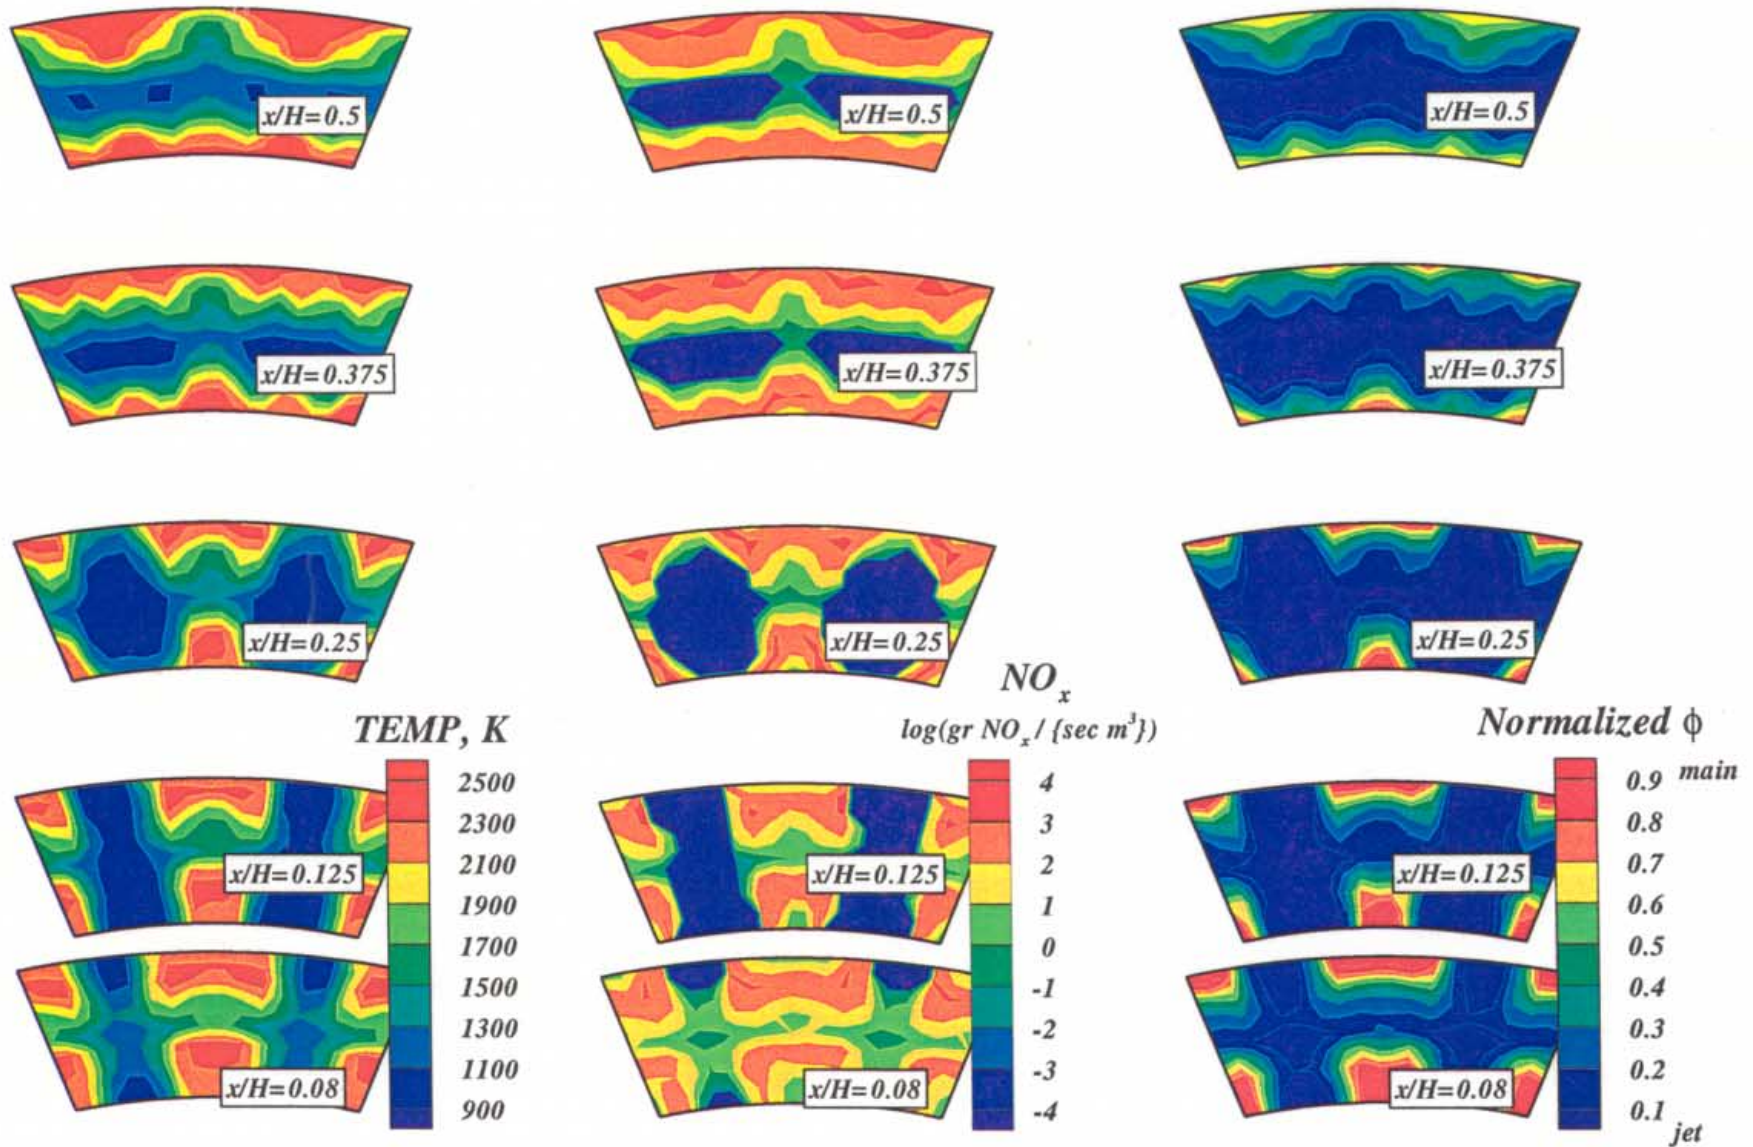 x/H=0.5
x/H=0.5
x/H=0.5
x/H=0.375
x/H=0.375
x/H=0.375
x/H=0.25
x/H=0.25
x/H=0.25
TEMP, K
2500
2300
2100
1900
1700
1500
1300
1100
900
NOx
log(gr NOx / {sec m³})
4
3
2
1
0
-1
-2
-3
-4
Normalized ϕ
0.9 main
0.8
0.7
0.6
0.5
0.4
0.3
0.2
0.1
jet
x/H=0.125
x/H=0.125
x/H=0.125
x/H=0.08
x/H=0.08
x/H=0.08